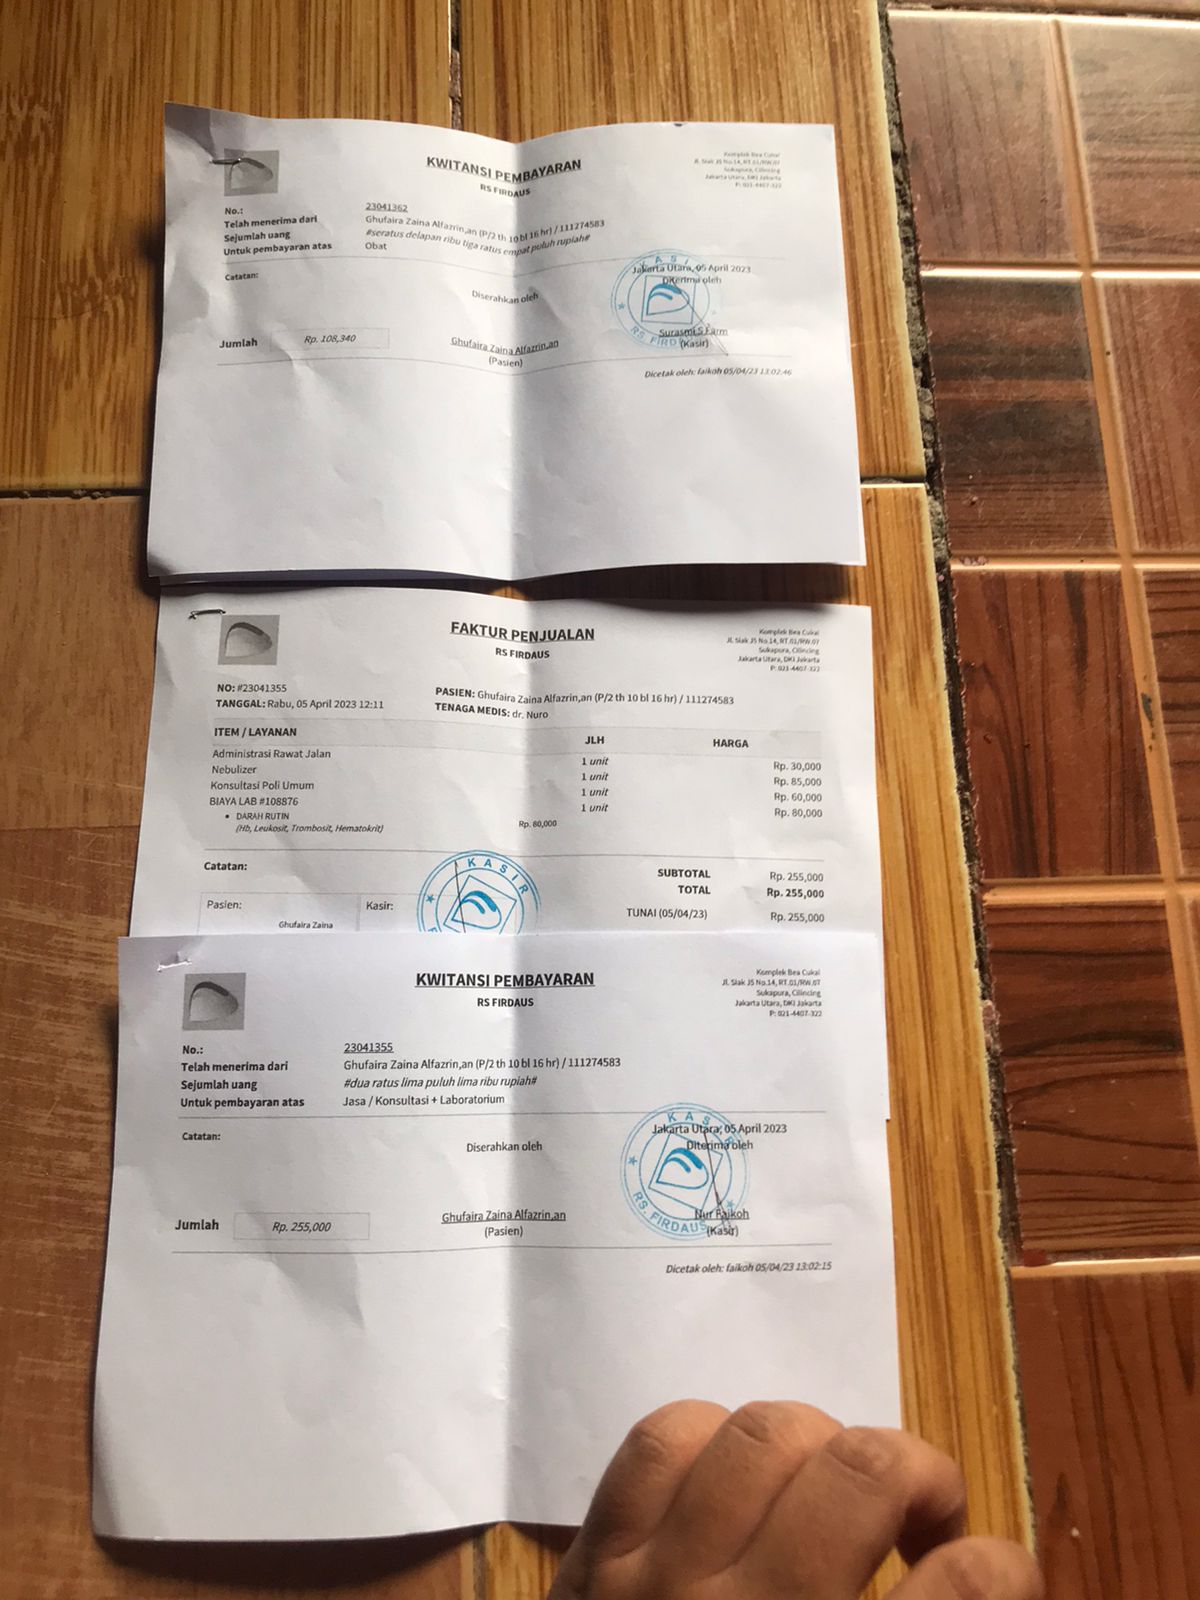 KWITANSI PEMBAYARAN
RS FIRDAUS
Komplek Bea Cukai
Jl. Siak J5 No.14, RT.01/RW.07
Sukapura, Cilincing
Jakarta Utara, DKI Jakarta
P: 021-4407-322
No.: 23041362
Telah menerima dari Ghufaira Zaina Alfazrin,an (P/2 th 10 bl 16 hr) / 111274583
Sejumlah uang #seratus delapan ribu tiga ratus empat puluh rupiah#
Untuk pembayaran atas Obat
Catatan:
Jakarta Utara, 05 April 2023
Diserahkan oleh Diterima oleh
KASIR
RS. FIRD
Jumlah Rp. 108,340
Ghufaira Zaina Alfazrin,an
(Pasien)
Surasmi S Farm
(Kasir)
Dicetak oleh: faikoh 05/04/23 13:02:46
FAKTUR PENJUALAN
RS FIRDAUS
Komplek Bea Cukai
Jl. Siak J5 No.14, RT.01/RW.07
Sukapura, Cilincing
Jakarta Utara, DKI Jakarta
P: 021-4407-322
NO: #23041355
TANGGAL: Rabu, 05 April 2023 12:11
PASIEN: Ghufaira Zaina Alfazrin,an (P/2 th 10 bl 16 hr) / 111274583
TENAGA MEDIS: dr. Nuro
ITEM / LAYANAN JLH HARGA
Administrasi Rawat Jalan 1 unit Rp. 30,000
Nebulizer 1 unit Rp. 85,000
Konsultasi Poli Umum 1 unit Rp. 60,000
BIAYA LAB #108876 1 unit Rp. 80,000
• DARAH RUTIN Rp. 80,000
(Hb, Leukosit, Trombosit, Hematokrit)
Catatan:
SUBTOTAL Rp. 255,000
TOTAL Rp. 255,000
TUNAI (05/04/23) Rp. 255,000
Pasien: Kasir:
Ghufaira Zaina
KASIR
KWITANSI PEMBAYARAN
RS FIRDAUS
Komplek Bea Cukai
Jl. Siak J5 No.14, RT.01/RW.07
Sukapura, Cilincing
Jakarta Utara, DKI Jakarta
P: 021-4407-322
No.: 23041355
Telah menerima dari Ghufaira Zaina Alfazrin,an (P/2 th 10 bl 16 hr) / 111274583
Sejumlah uang #dua ratus lima puluh lima ribu rupiah#
Untuk pembayaran atas Jasa / Konsultasi + Laboratorium
Catatan:
Jakarta Utara, 05 April 2023
Diserahkan oleh Diterima oleh
KASIR
RS. FIRDAUS
Jumlah Rp. 255,000
Ghufaira Zaina Alfazrin,an
(Pasien)
Nur Faikoh
(Kasir)
Dicetak oleh: faikoh 05/04/23 13:02:15